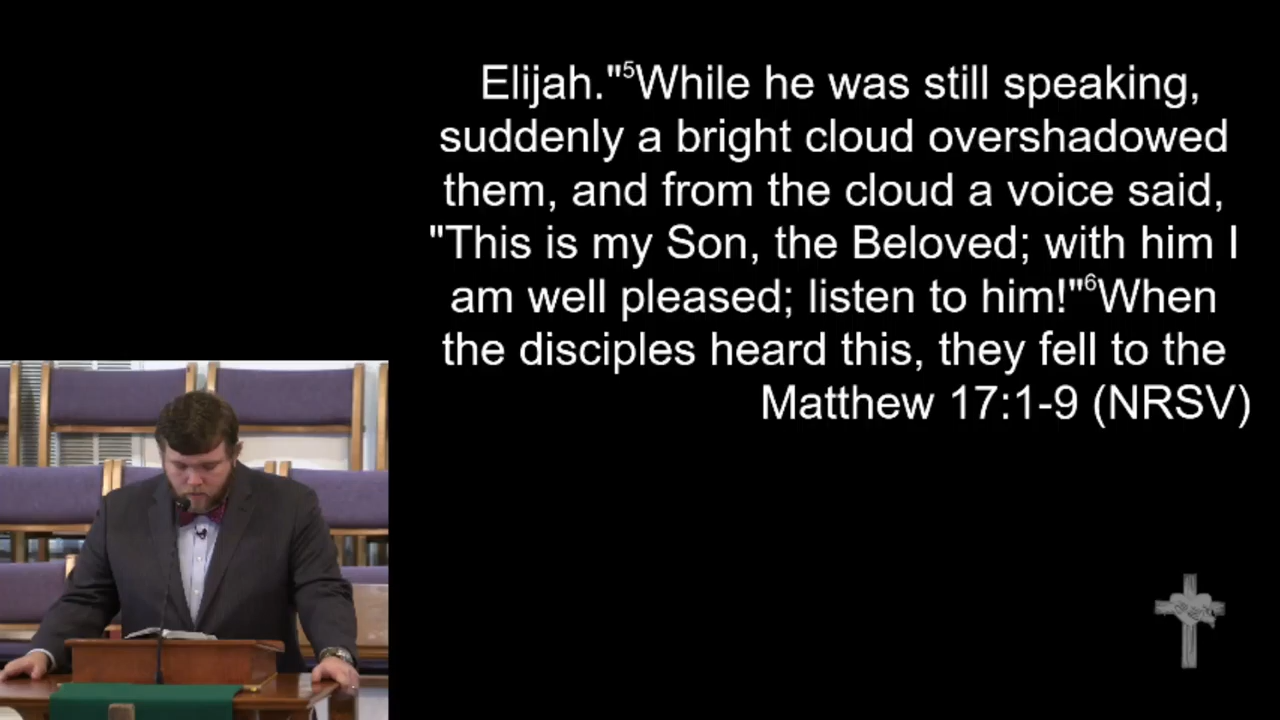 Elijah."⁵While he was still speaking,
suddenly a bright cloud overshadowed
them, and from the cloud a voice said,
"This is my Son, the Beloved; with him I
am well pleased; listen to him!"⁶When
the disciples heard this, they fell to the
Matthew 17:1-9 (NRSV)